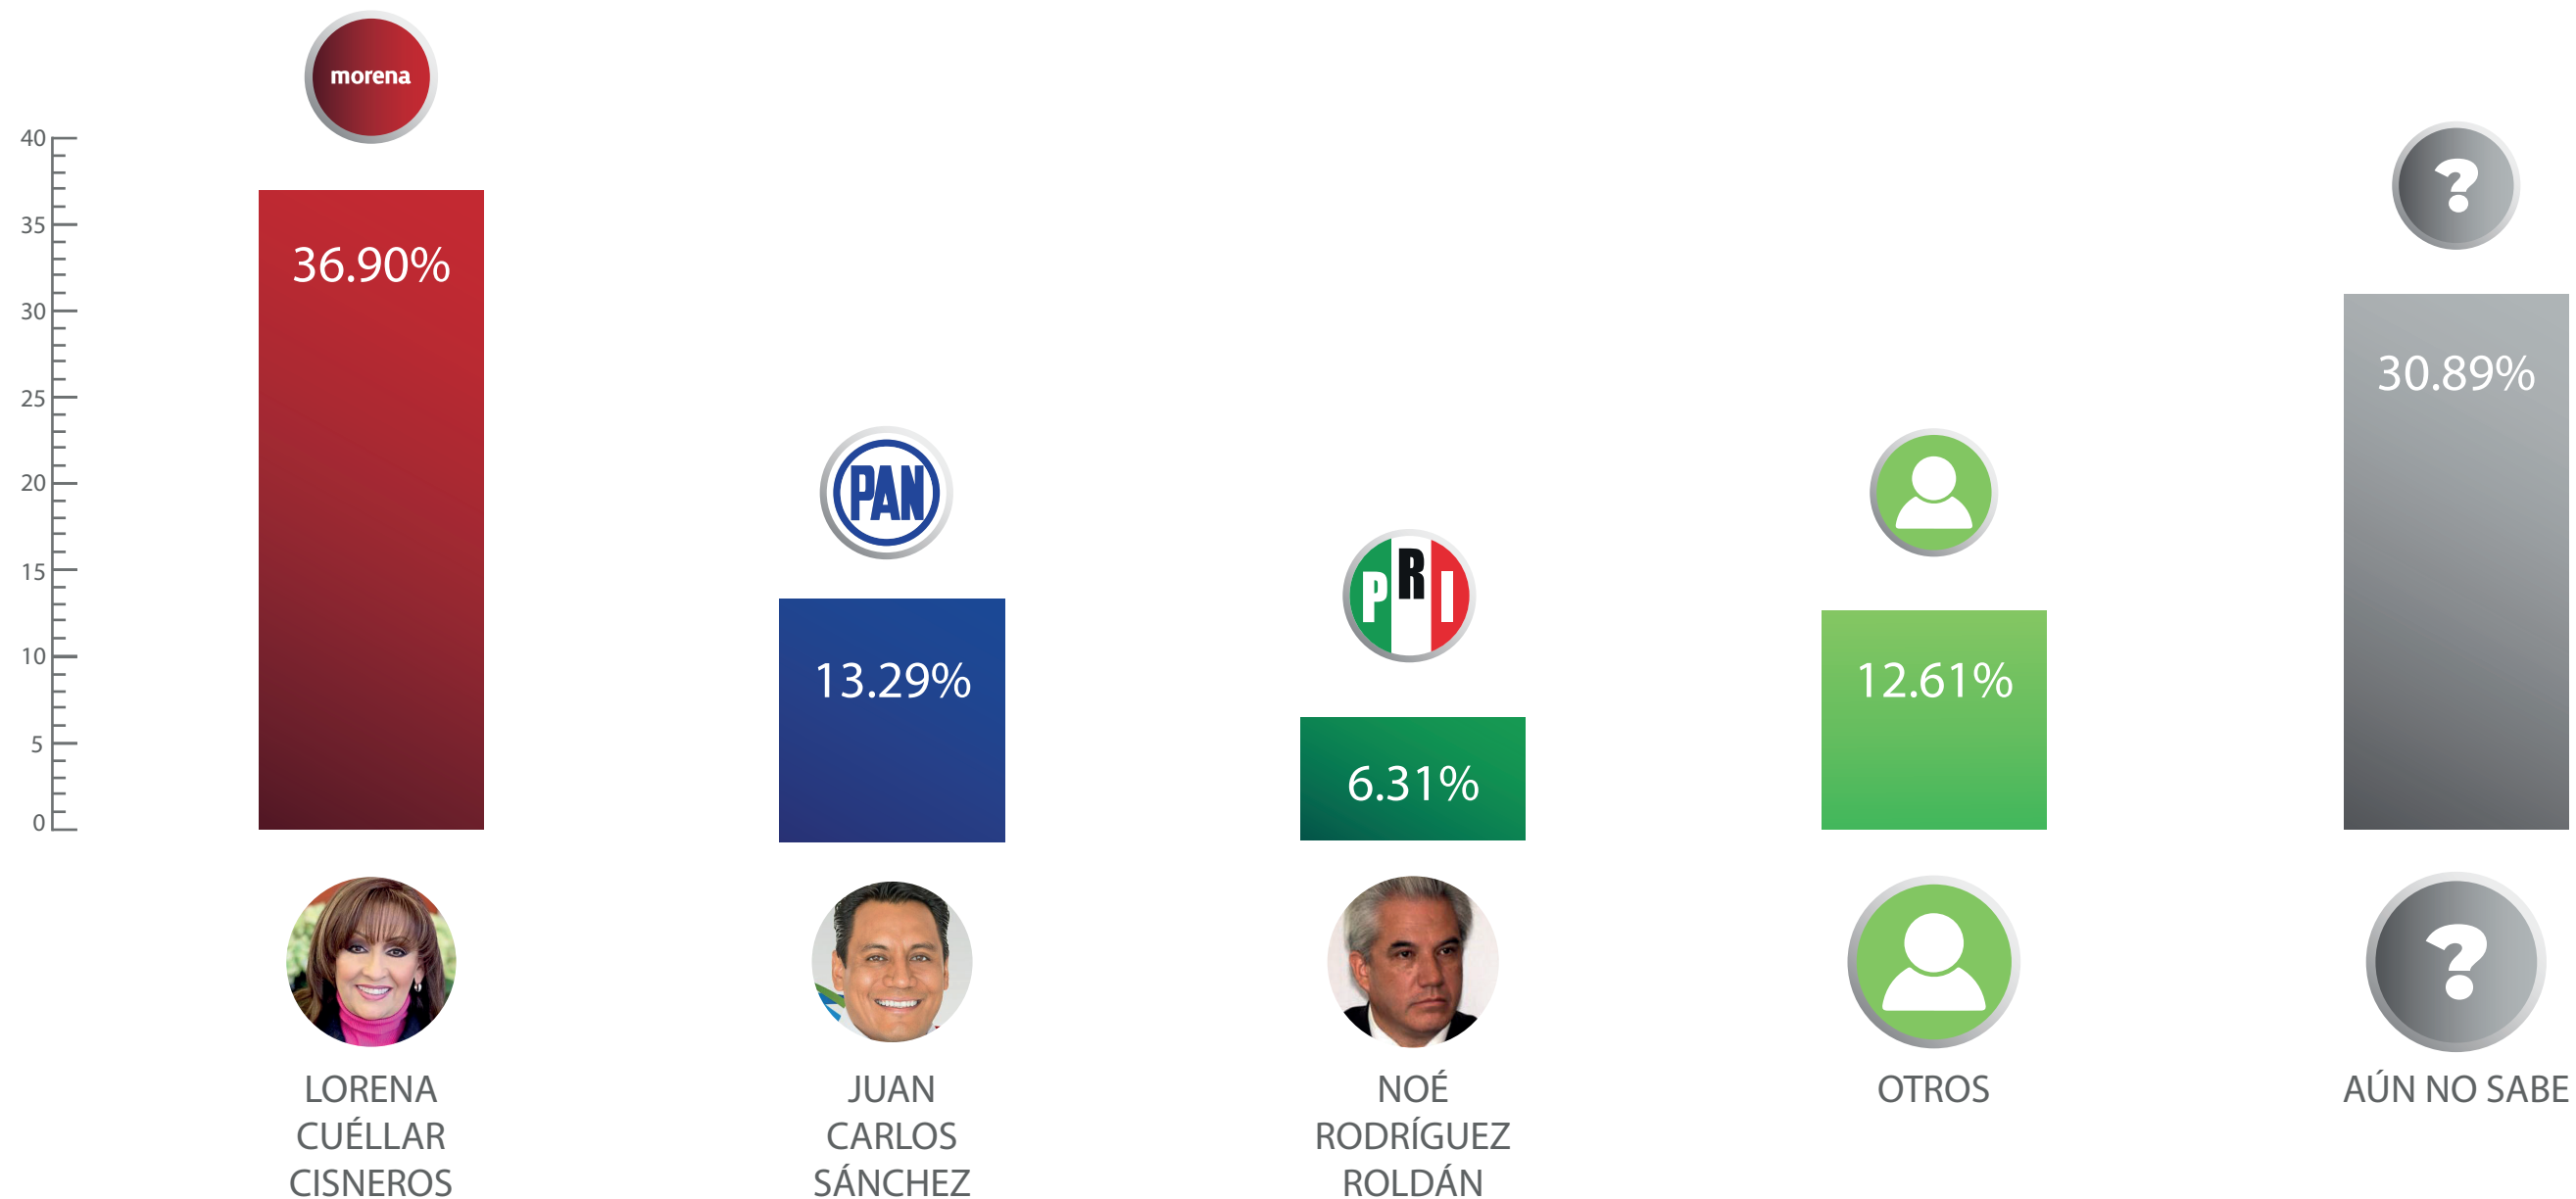 morena
40
35
30
25
20
15
10
5
0
36.90%
PAN
13.29%
PRI
6.31%
12.61%
?
30.89%
?
LORENA
CUÉLLAR
CISNEROS
JUAN
CARLOS
SÁNCHEZ
NOÉ
RODRÍGUEZ
ROLDÁN
OTROS
AÚN NO SABE